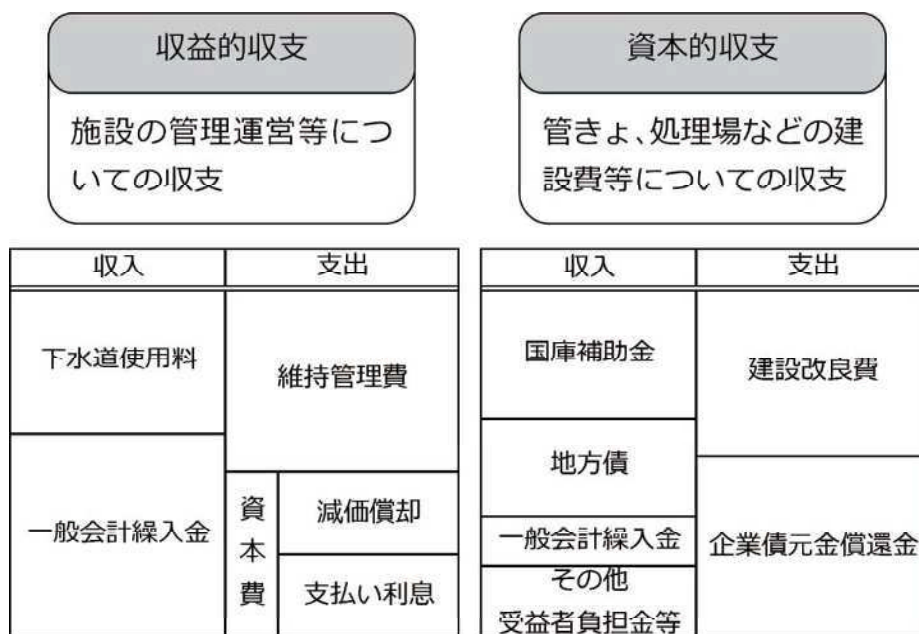 収益的収支
施設の管理運営等につ
いての収支
資本的収支
管きょ、処理場などの建
設費等についての収支
収入
支出
下水道使用料
維持管理費
一般会計繰入金
資本費
減価償却
支払い利息
収入
支出
国庫補助金
建設改良費
地方債
一般会計繰入金
企業債元金償還金
その他
受益者負担金等